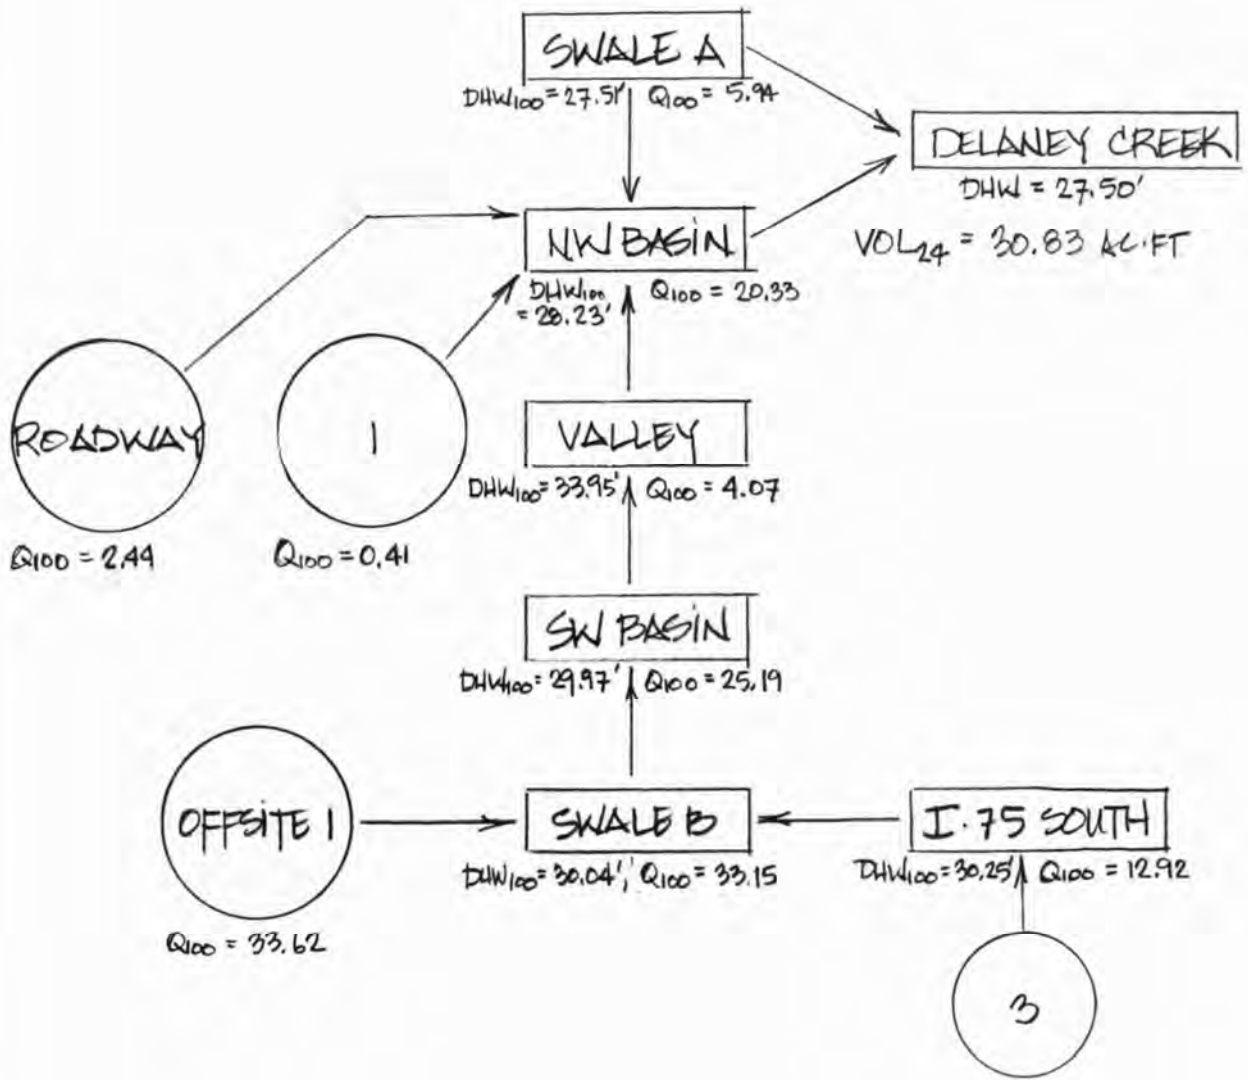 SWALE A
DHW100 = 27.51' Q100 = 5.94
DELANEY CREEK
DHW = 27.50'
VOL24 = 30.83 AC.FT
NW BASIN
DHW100 Q100 = 20.33
= 28.23'
ROADWAY
Q100 = 2.44
1
Q100 = 0.41
VALLEY
DHW100 = 33.95' Q100 = 4.07
SW BASIN
DHW100 = 29.97' Q100 = 25.19
OFFSITE 1
Q100 = 33.62
SWALE B
DHW100 = 30.04', Q100 = 33.15
I.75 SOUTH
DHW100 = 30.25' Q100 = 12.92
3